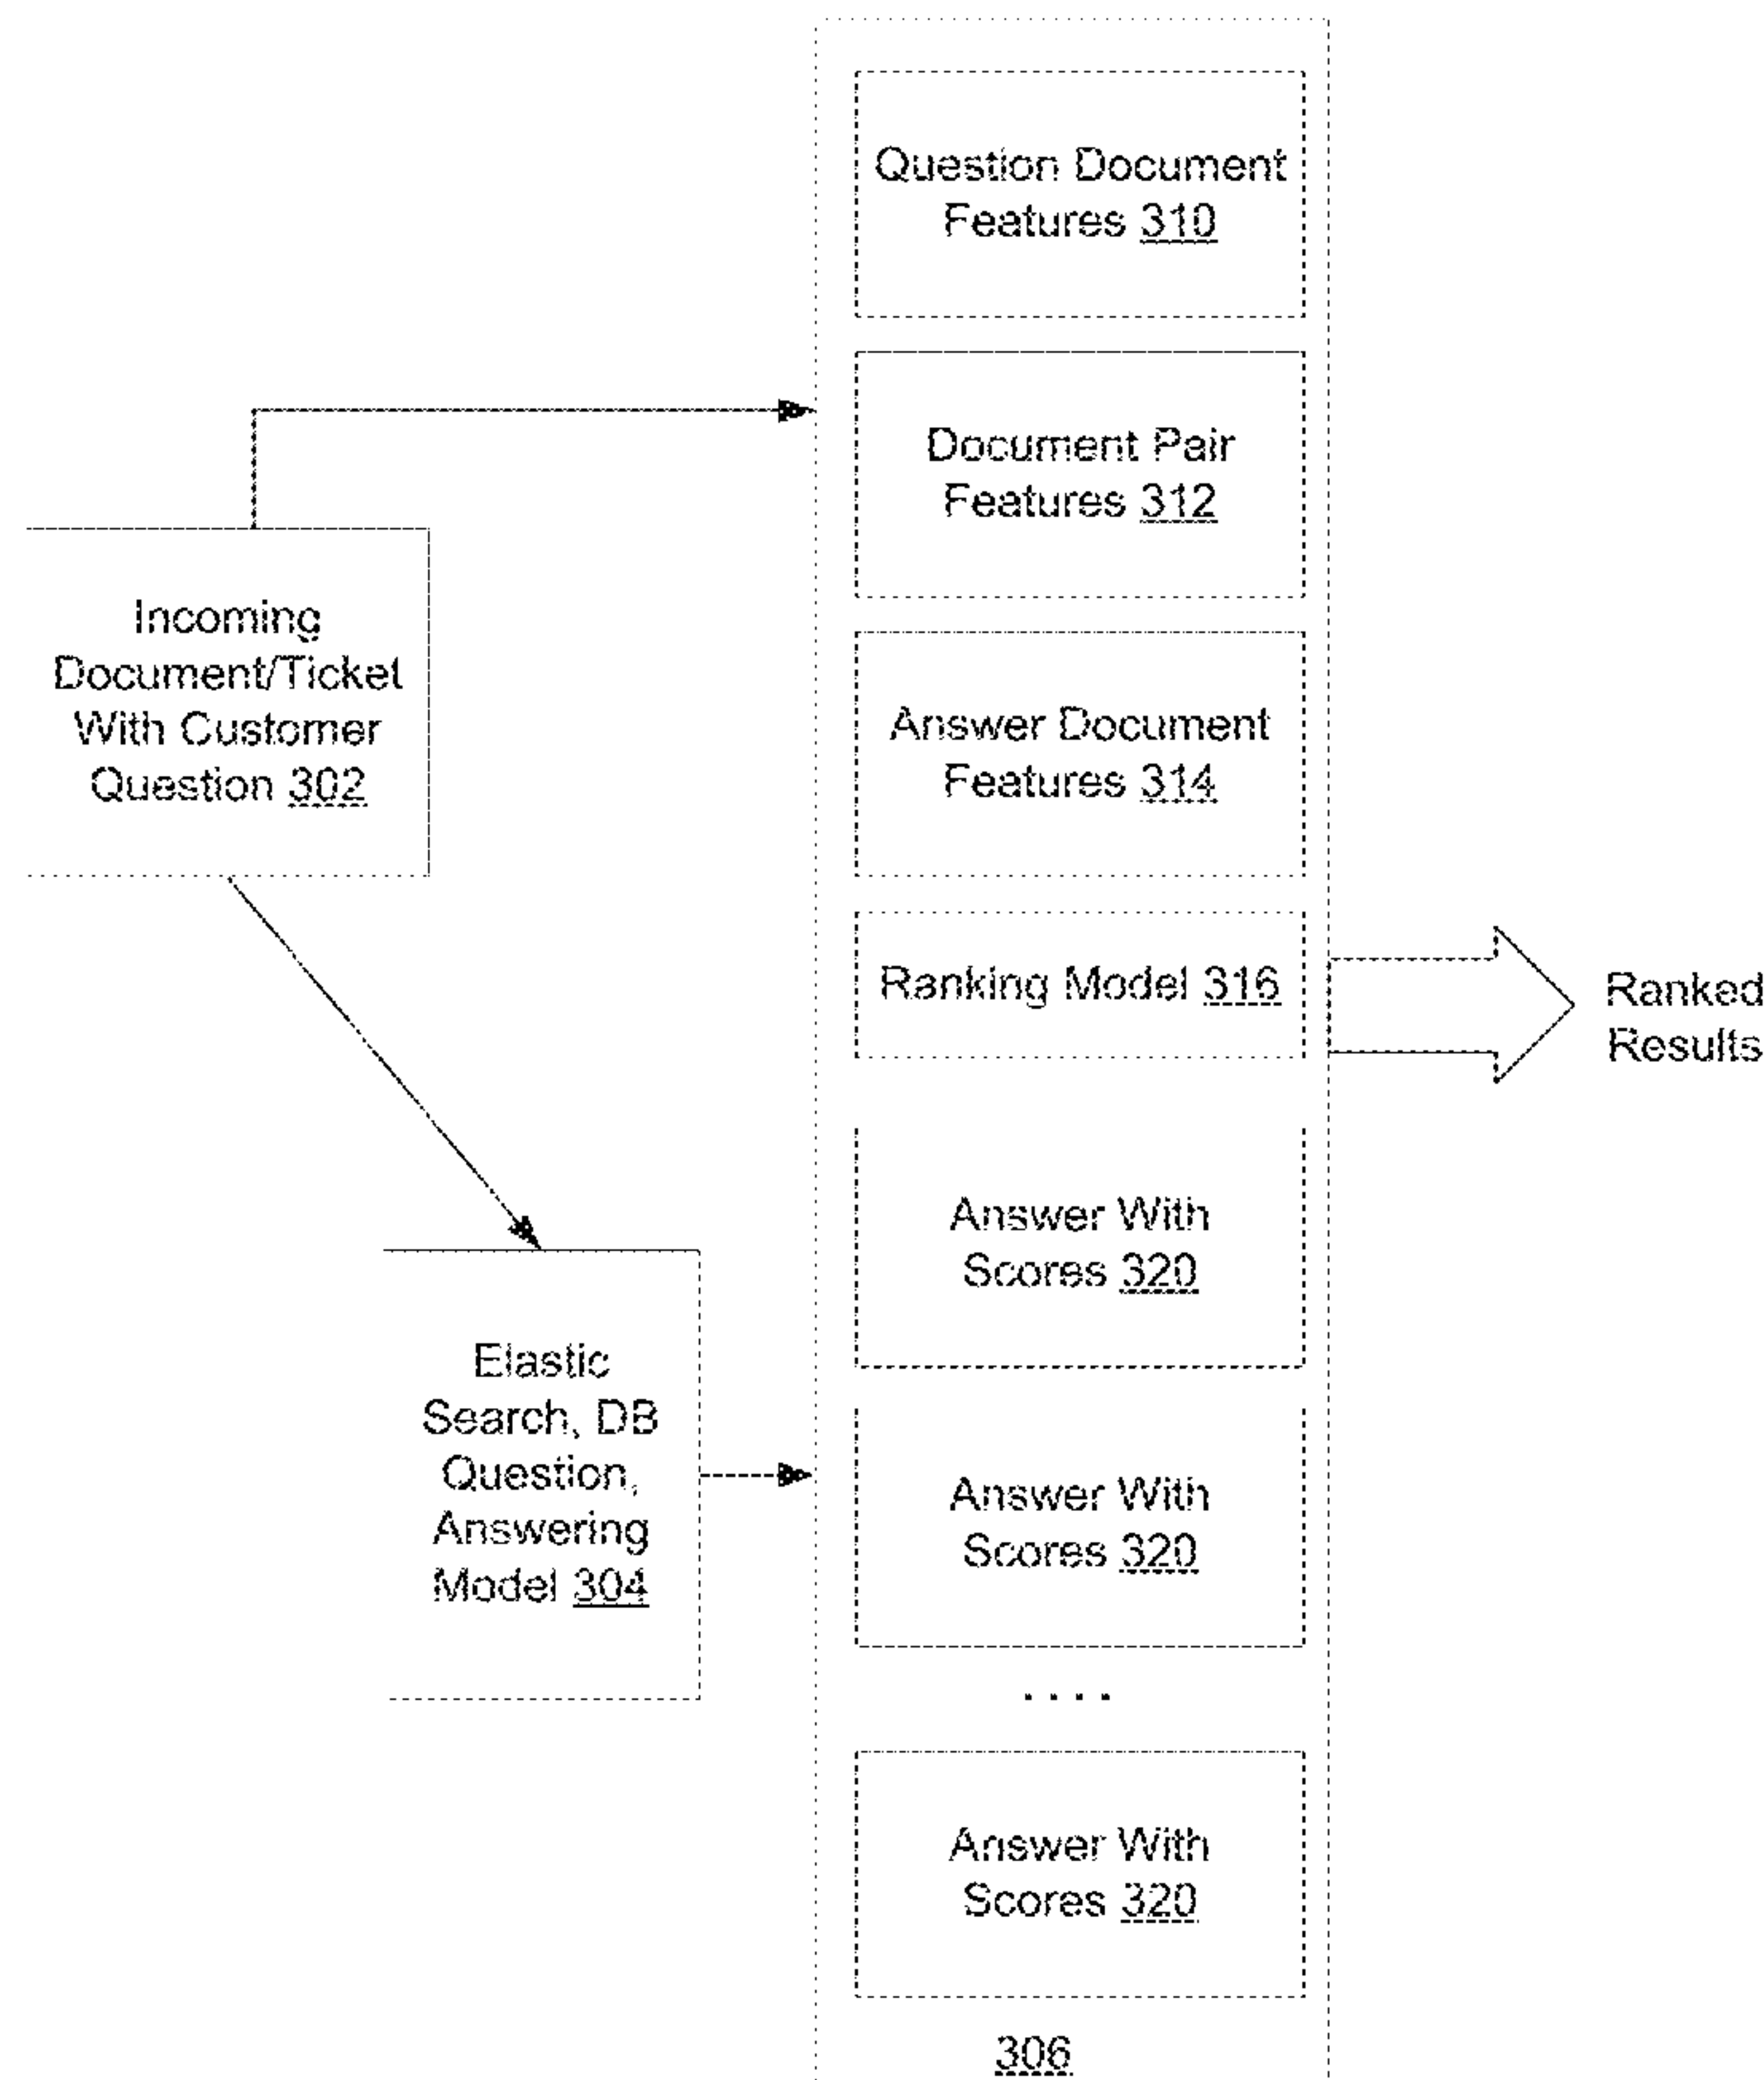 Question Document
Features 310
Document Pair
Features 312
Incoming
Document/Ticket
With Customer
Question 302
Answer Document
Features 314
Ranking Model 316
Ranked
Results
Answer With
Scores 320
Elastic
Search, DB
Question,
Answering
Model 304
Answer With
Scores 320
....
Answer With
Scores 320
306